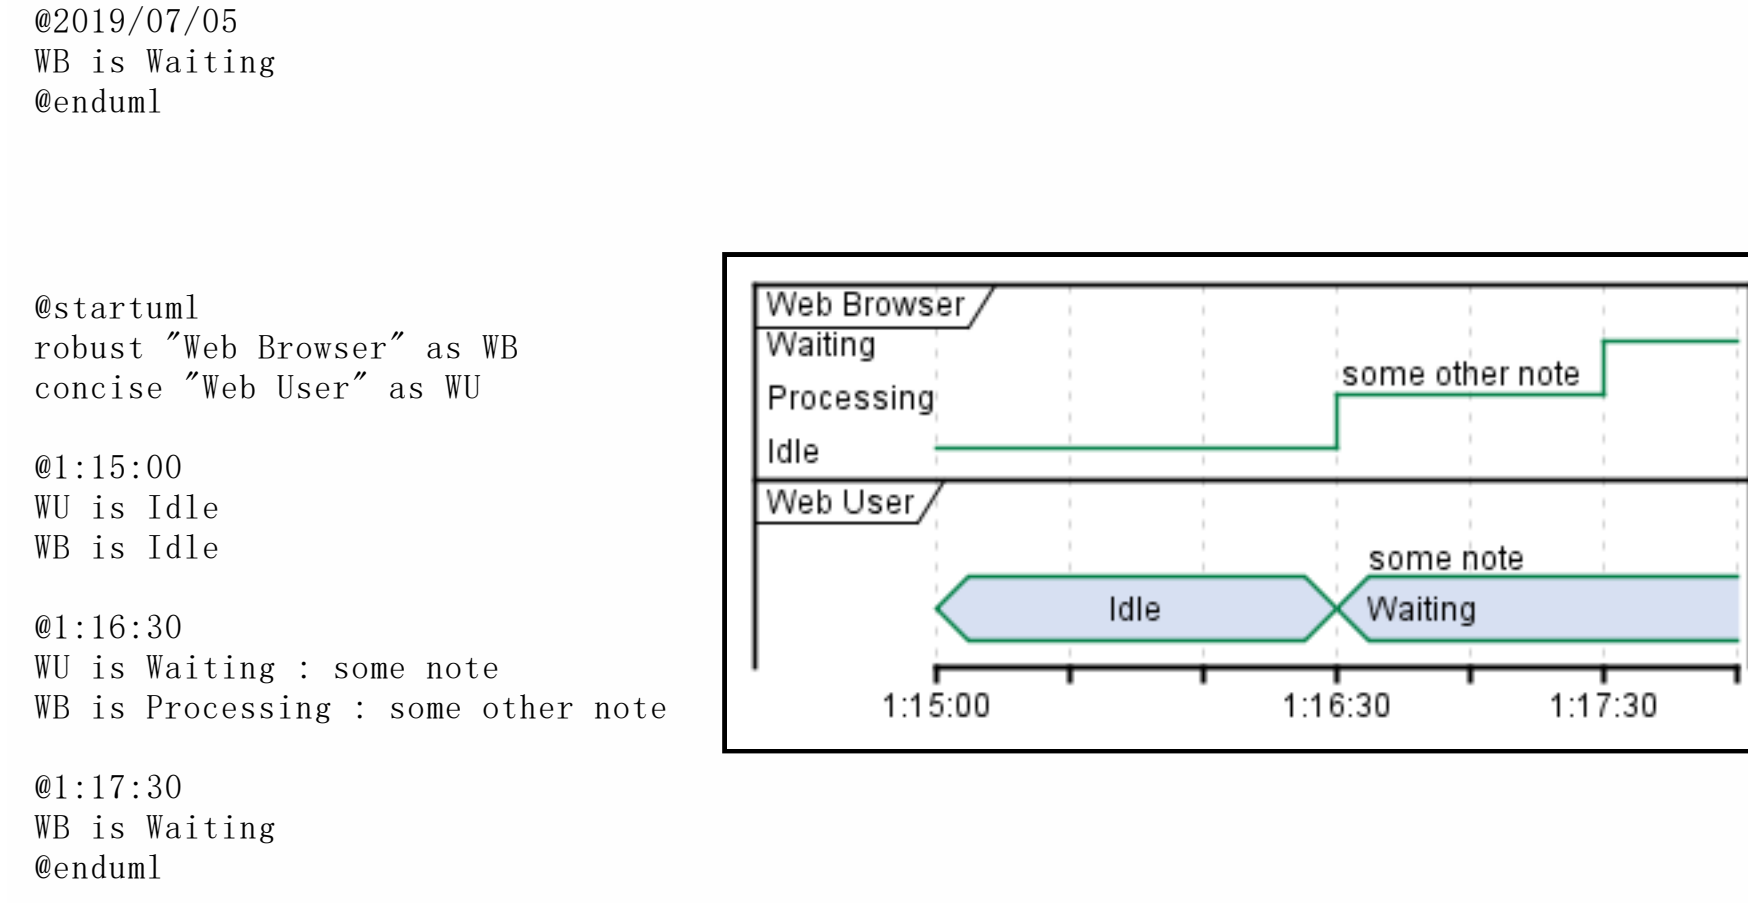 @2019/07/05
WB is Waiting
@enduml
@startuml
robust "Web Browser" as WB
concise "Web User" as WU
@1:15:00
WU is Idle
WB is Idle
@1:16:30
WU is Waiting : some note
WB is Processing : some other note
@1:17:30
WB is Waiting
@enduml
Web Browser
Waiting
some other note
Processing
Idle
Web User
some note
Idle
Waiting
1:15:00
1:16:30
1:17:30